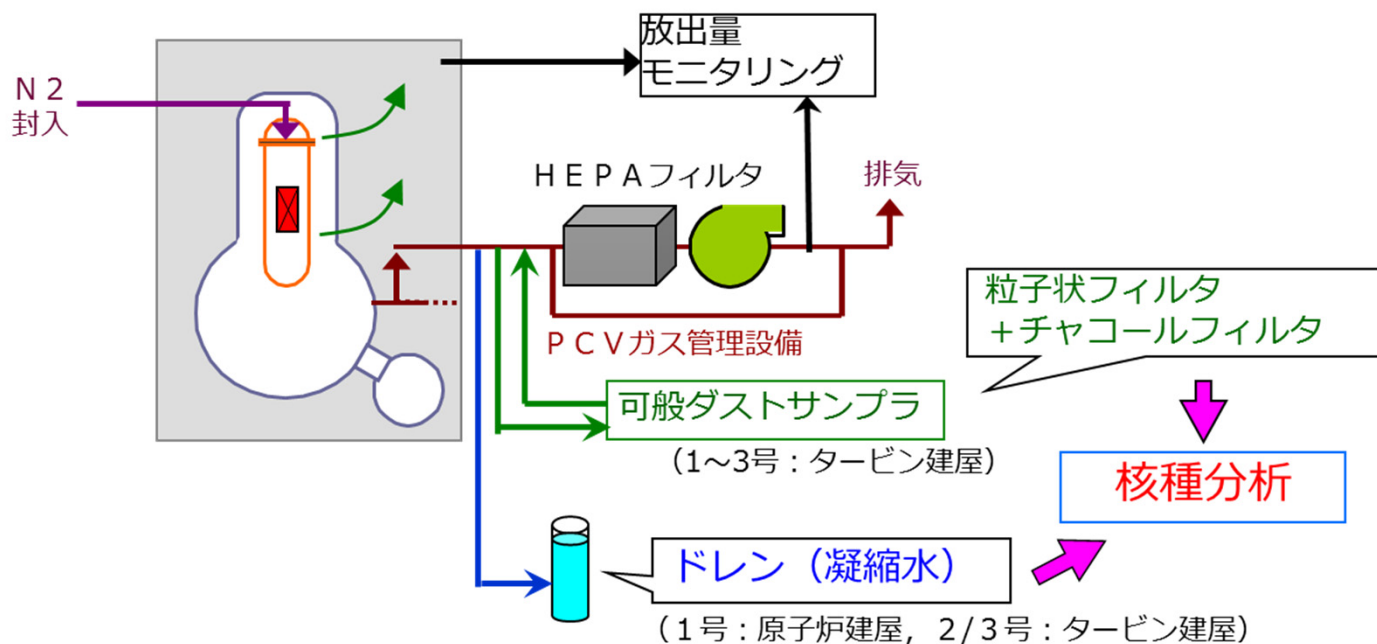 放出量
モニタリング
Ｎ２
封入
ＨＥＰＡフィルタ
排気
粒子状フィルタ
＋チャコールフィルタ
ＰＣＶガス管理設備
可般ダストサンプラ
（1～3号：タービン建屋）
核種分析
ドレン（凝縮水）
（１号：原子炉建屋，２/３号：タービン建屋）